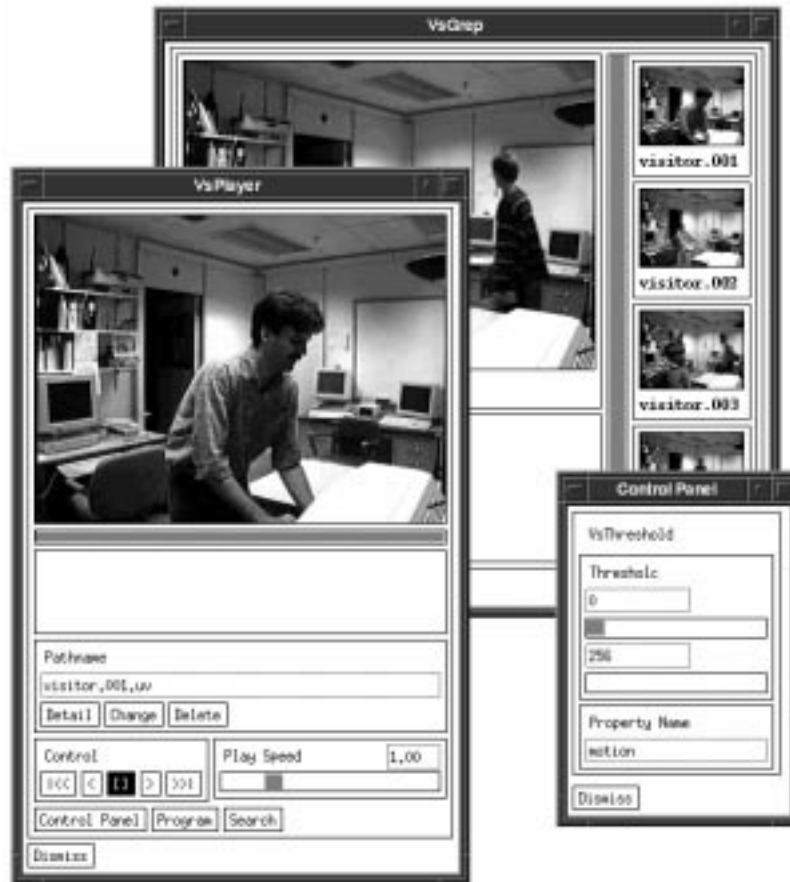 VsGrep
visitor.001
visitor.002
visitor.003
VsPlayer
Pathname
visitor.001.uv
Detail Change Delete
Control
Play Speed 1.00
|<< < [] > >>|
Control Panel Program Search
Dismiss
Control Panel
VsThreshold
Thresholc
0
256
Property Name
motion
Dismiss